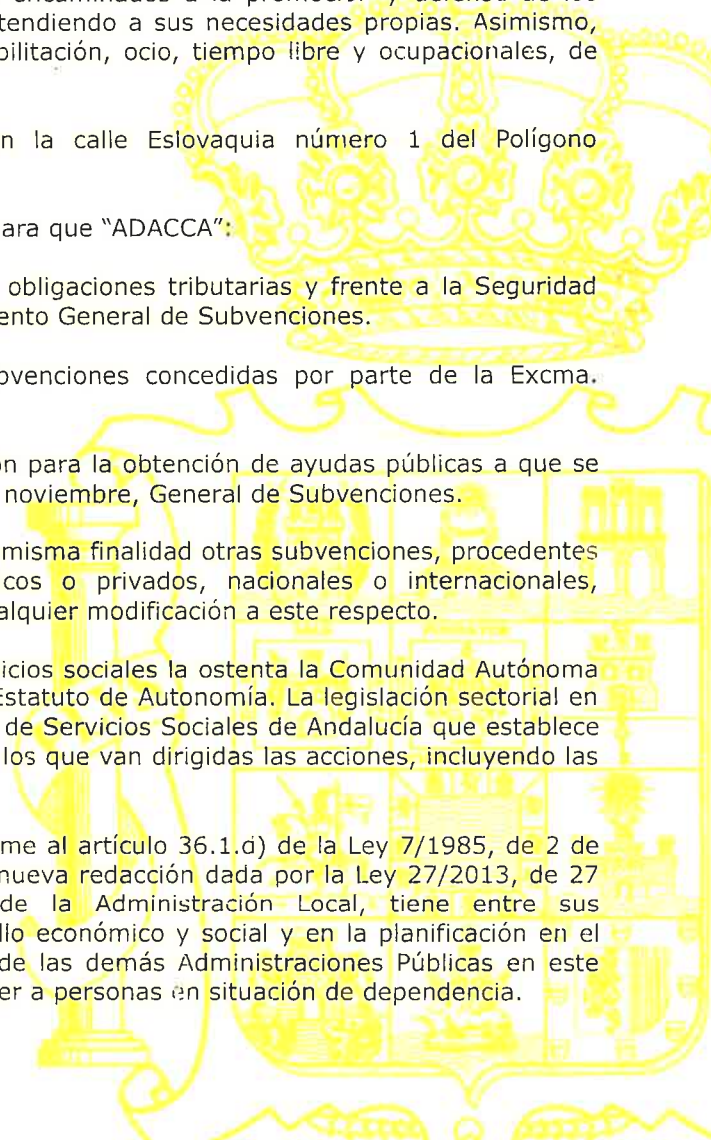 encaminadas a la promoción y defensa de los
tendiendo a sus necesidades propias. Asimismo,
bilitación, ocio, tiempo libre y ocupacionales, de
n la calle Eslovaquia número 1 del Polígono
ara que “ADACCA”:
obligaciones tributarias y frente a la Seguridad
ento General de Subvenciones.
bvenciones concedidas por parte de la Excma.
ón para la obtención de ayudas públicas a que se
noviembre, General de Subvenciones.
misma finalidad otras subvenciones, procedentes
cos o privados, nacionales o internacionales,
alquier modificación a este respecto.
icios sociales la ostenta la Comunidad Autónoma
Estatuto de Autonomía. La legislación sectorial en
de Servicios Sociales de Andalucía que establece
los que van dirigidas las acciones, incluyendo las
me al artículo 36.1.d) de la Ley 7/1985, de 2 de
nueva redacción dada por la Ley 27/2013, de 27
de la Administración Local, tiene entre sus
llo económico y social y en la planificación en el
de las demás Administraciones Públicas en este
er a personas en situación de dependencia.